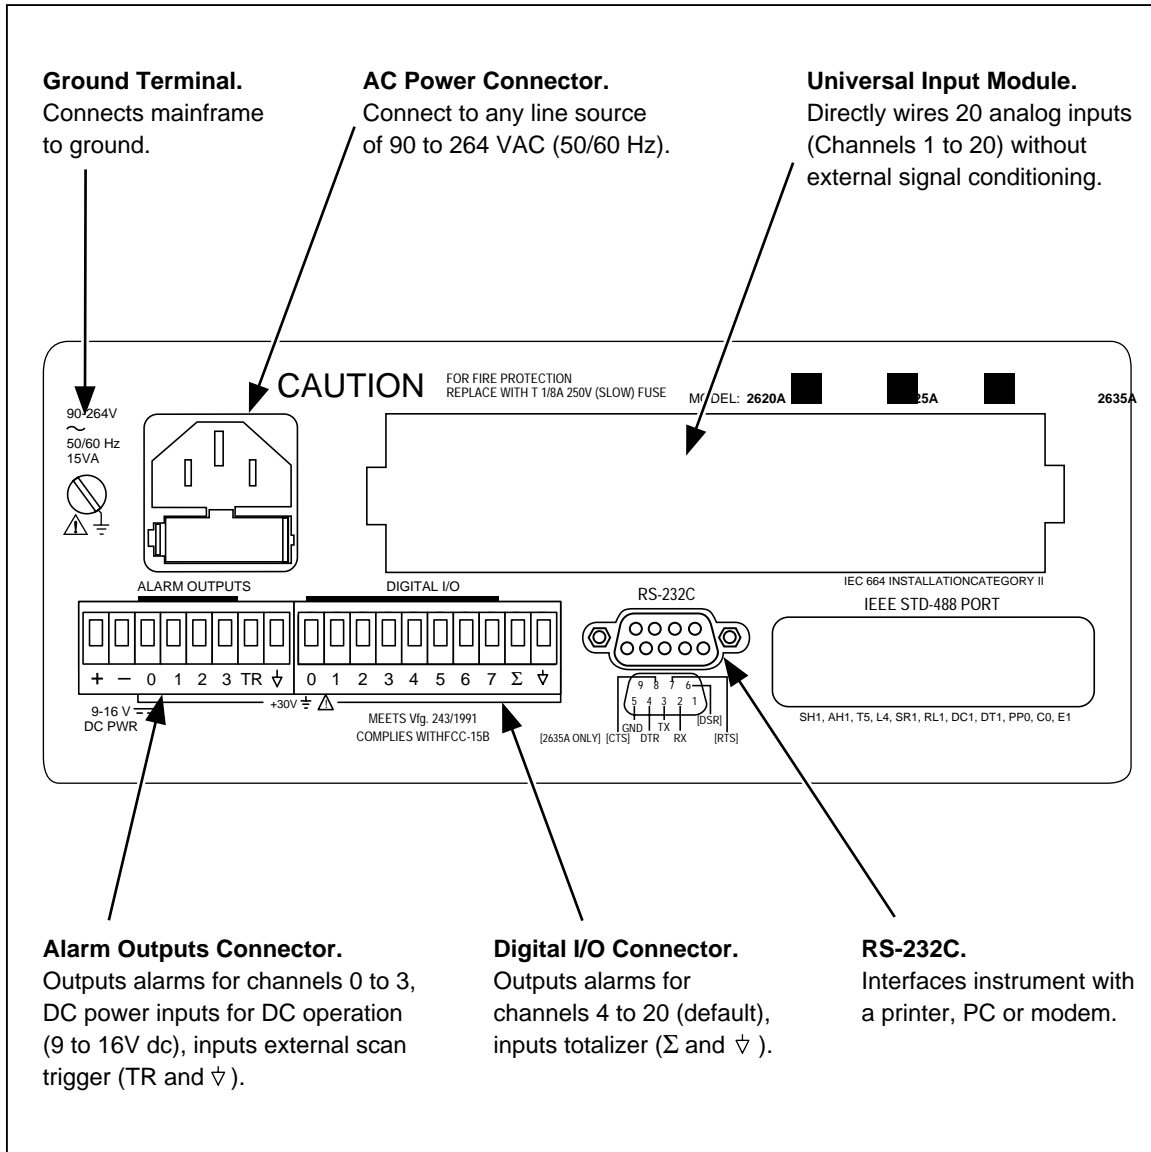 Ground Terminal.
Connects mainframe
to ground.
AC Power Connector.
Connect to any line source
of 90 to 264 VAC (50/60 Hz).
Universal Input Module.
Directly wires 20 analog inputs
(Channels 1 to 20) without
external signal conditioning.
CAUTION
FOR FIRE PROTECTION
REPLACE WITH T 1/8A 250V (SLOW) FUSE
MODEL: 2620A 25A 2635A
90-264V
~
50/60 Hz
15VA
ALARM OUTPUTS
DIGITAL I/O
RS-232C
IEC 664 INSTALLATIONCATEGORY II
IEEE STD-488 PORT
+ – 0 1 2 3 TR
0 1 2 3 4 5 6 7 Σ
9-16 V
DC PWR
+30V
MEETS Vfg. 243/1991
COMPLIES WITHFCC-15B
9 8 7 6
5 4 3 2 1
GND TX [DSR]
[2635A ONLY] [CTS] DTR RX [RTS]
SH1, AH1, T5, L4, SR1, RL1, DC1, DT1, PP0, C0, E1
Alarm Outputs Connector.
Outputs alarms for channels 0 to 3,
DC power inputs for DC operation
(9 to 16V dc), inputs external scan
trigger (TR and ⏚).
Digital I/O Connector.
Outputs alarms for
channels 4 to 20 (default),
inputs totalizer (Σ and ⏚).
RS-232C.
Interfaces instrument with
a printer, PC or modem.